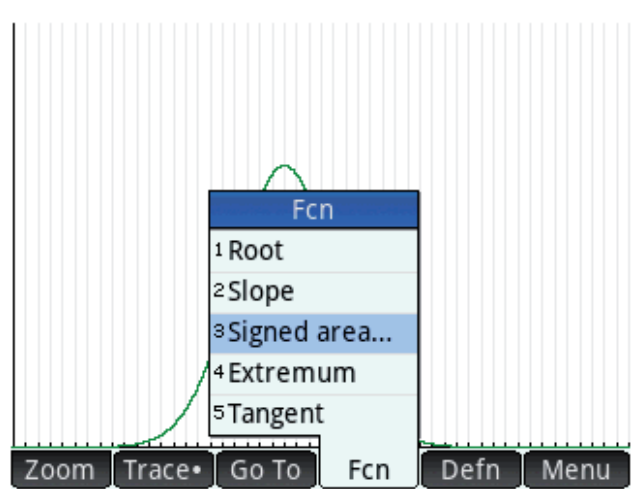 Fcn
1 Root
2 Slope
3 Signed area...
4 Extremum
5 Tangent
Zoom Trace• Go To Fcn Defn Menu